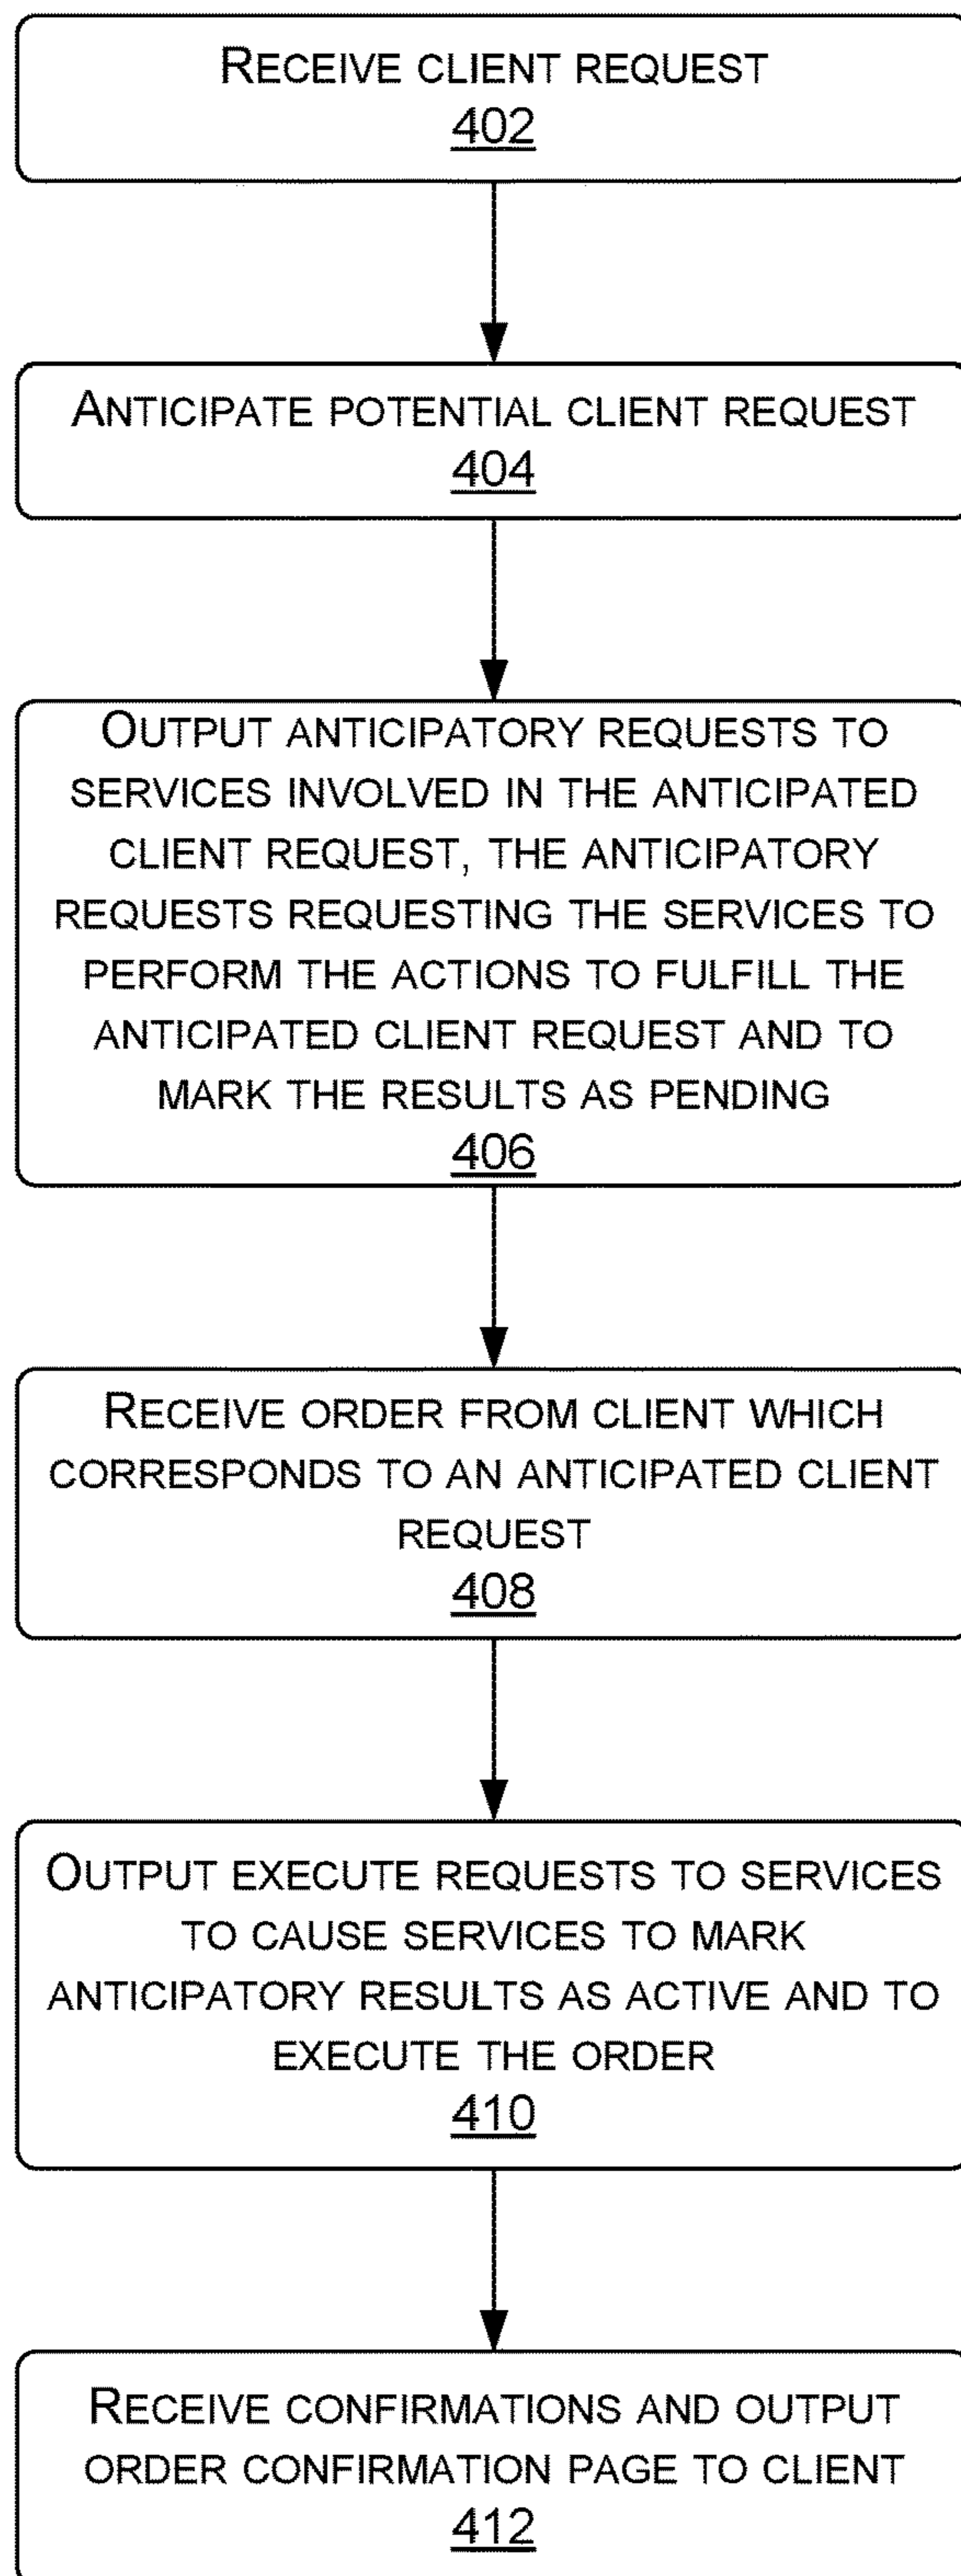 RECEIVE CLIENT REQUEST
402
ANTICIPATE POTENTIAL CLIENT REQUEST
404
OUTPUT ANTICIPATORY REQUESTS TO
SERVICES INVOLVED IN THE ANTICIPATED
CLIENT REQUEST, THE ANTICIPATORY
REQUESTS REQUESTING THE SERVICES TO
PERFORM THE ACTIONS TO FULFILL THE
ANTICIPATED CLIENT REQUEST AND TO
MARK THE RESULTS AS PENDING
406
RECEIVE ORDER FROM CLIENT WHICH
CORRESPONDS TO AN ANTICIPATED CLIENT
REQUEST
408
OUTPUT EXECUTE REQUESTS TO SERVICES
TO CAUSE SERVICES TO MARK
ANTICIPATORY RESULTS AS ACTIVE AND TO
EXECUTE THE ORDER
410
RECEIVE CONFIRMATIONS AND OUTPUT
ORDER CONFIRMATION PAGE TO CLIENT
412